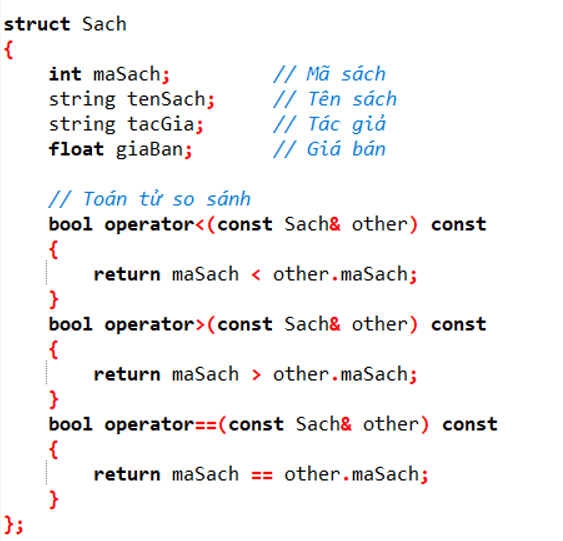 struct Sach
{
    int maSach;         // Mã sách
    string tenSach;     // Tên sách
    string tacGia;      // Tác giả
    float giaBan;       // Giá bán
    // Toán tử so sánh
    bool operator<(const Sach& other) const
    {
        return maSach < other.maSach;
    }
    bool operator>(const Sach& other) const
    {
        return maSach > other.maSach;
    }
    bool operator==(const Sach& other) const
    {
        return maSach == other.maSach;
    }
};